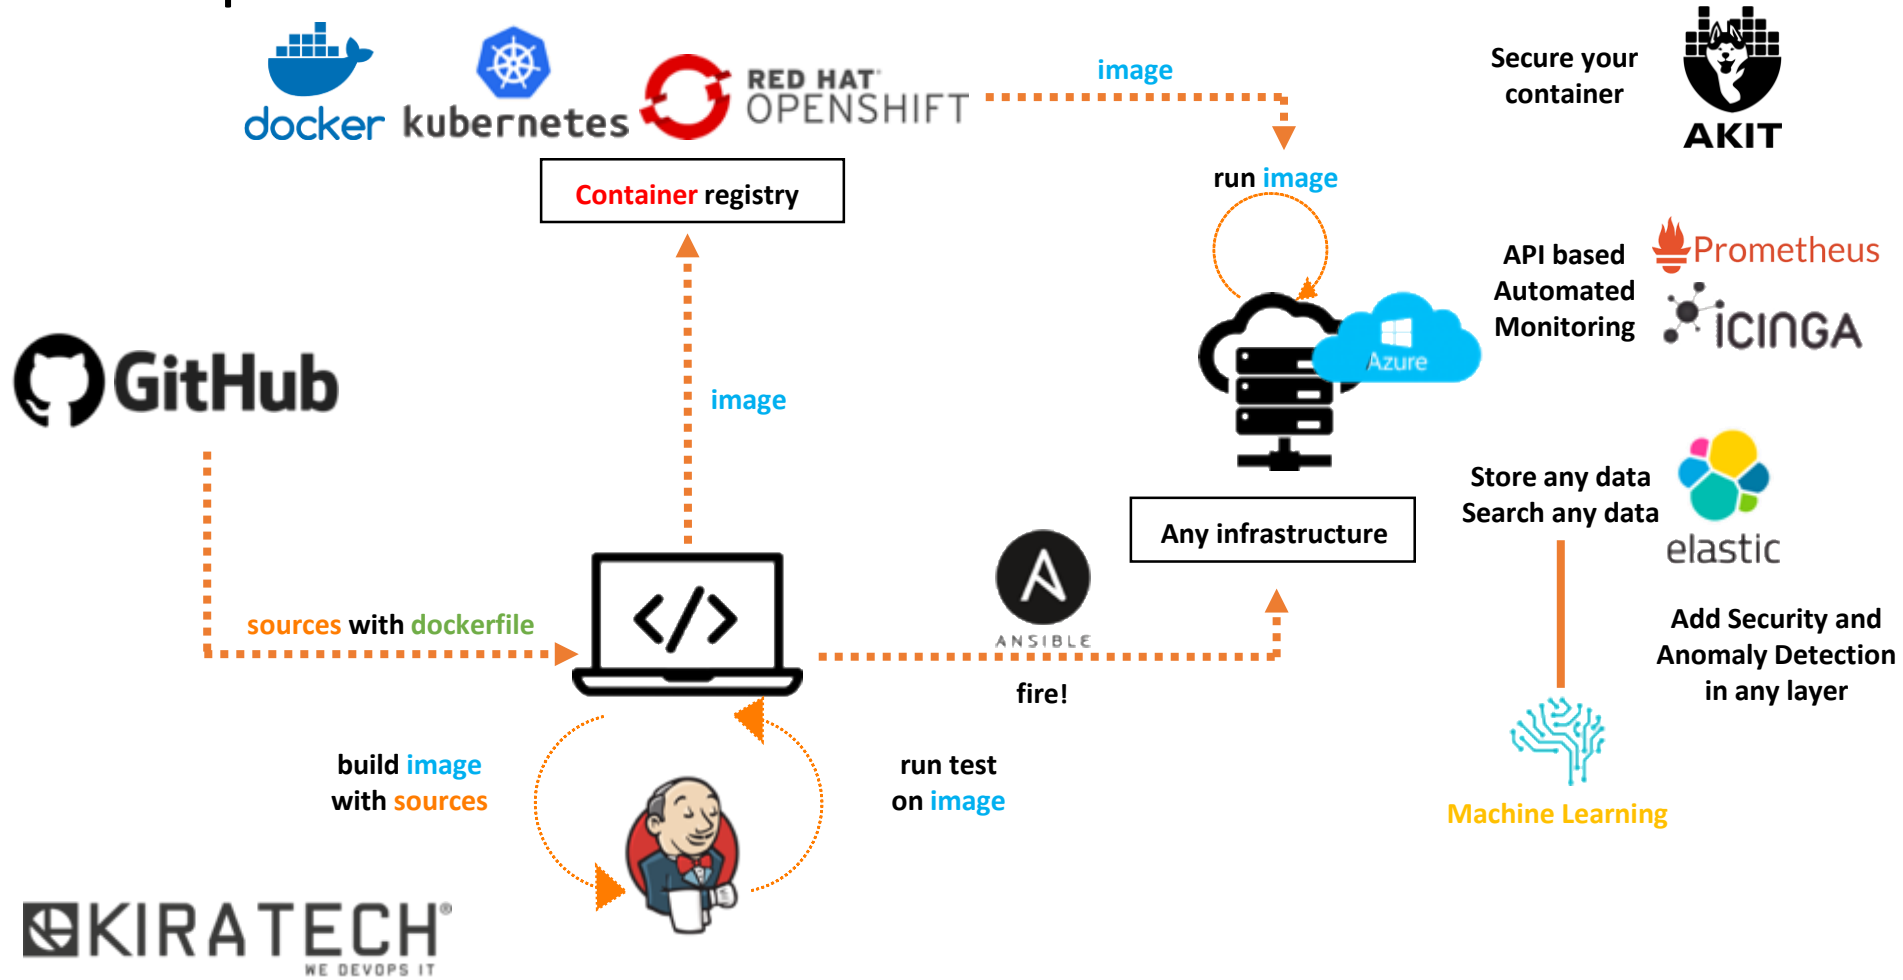 docker
kubernetes
RED HAT
OPENSHIFT
image
Secure your
container
AKIT
Container registry
run image
API based
Automated
Monitoring
Prometheus
ICINGA
Azure
GitHub
image
Store any data
Search any data
elastic
Any infrastructure
</>
ANSIBLE
sources with dockerfile
fire!
Add Security and
Anomaly Detection
in any layer
build image
with sources
run test
on image
Machine Learning
KIRATECH®
WE DEVOPS IT